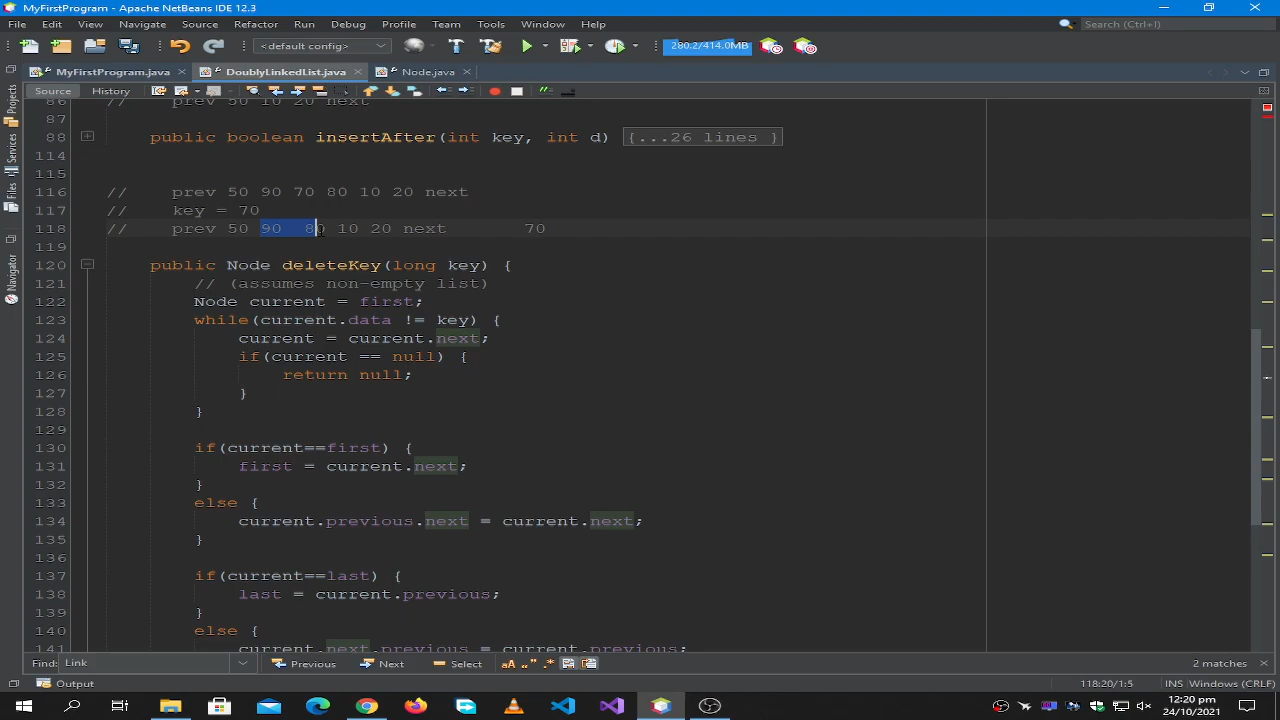 MyFirstProgram - Apache NetBeans IDE 12.3
File Edit View Navigate Source Refactor Run Debug Profile Team Tools Window Help
Search (Ctrl+I)
<default config>
280.2/414.0MB
MyFirstProgram.java DoublyLinkedList.java Node.java
Source History
Projects
Services
Files
Navigator
86 // prev 50 10 20 next
87
88 public boolean insertAfter(int key, int d) {...26 lines }
114
115
116 // prev 50 90 70 80 10 20 next
117 // key = 70
118 // prev 50 90 80 10 20 next 70
120 public Node deleteKey(long key) {
121 // (assumes non-empty list)
122 Node current = first;
123 while(current.data != key) {
124 current = current.next;
125 if(current == null) {
126 return null;
127 }
128 }
130 if(current==first) {
131 first = current.next;
132 }
133 else {
134 current.previous.next = current.next;
135 }
136
137 if(current==last) {
138 last = current.previous;
139 }
140 else {
141 current.next.previous = current.previous;
Find: Link Previous Next Select 2 matches
Output 118:20/1:5 INS Windows (CRLF)
12:20 pm
24/10/2021